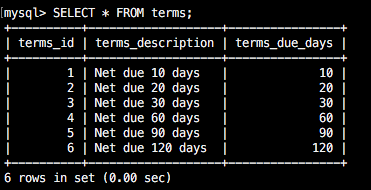 mysql> SELECT * FROM terms;
+----------+-------------------+----------------+
| terms_id | terms_description | terms_due_days |
+----------+-------------------+----------------+
|        1 | Net due 10 days   |             10 |
|        2 | Net due 20 days   |             20 |
|        3 | Net due 30 days   |             30 |
|        4 | Net due 60 days   |             60 |
|        5 | Net due 90 days   |             90 |
|        6 | Net due 120 days  |            120 |
+----------+-------------------+----------------+
6 rows in set (0.00 sec)